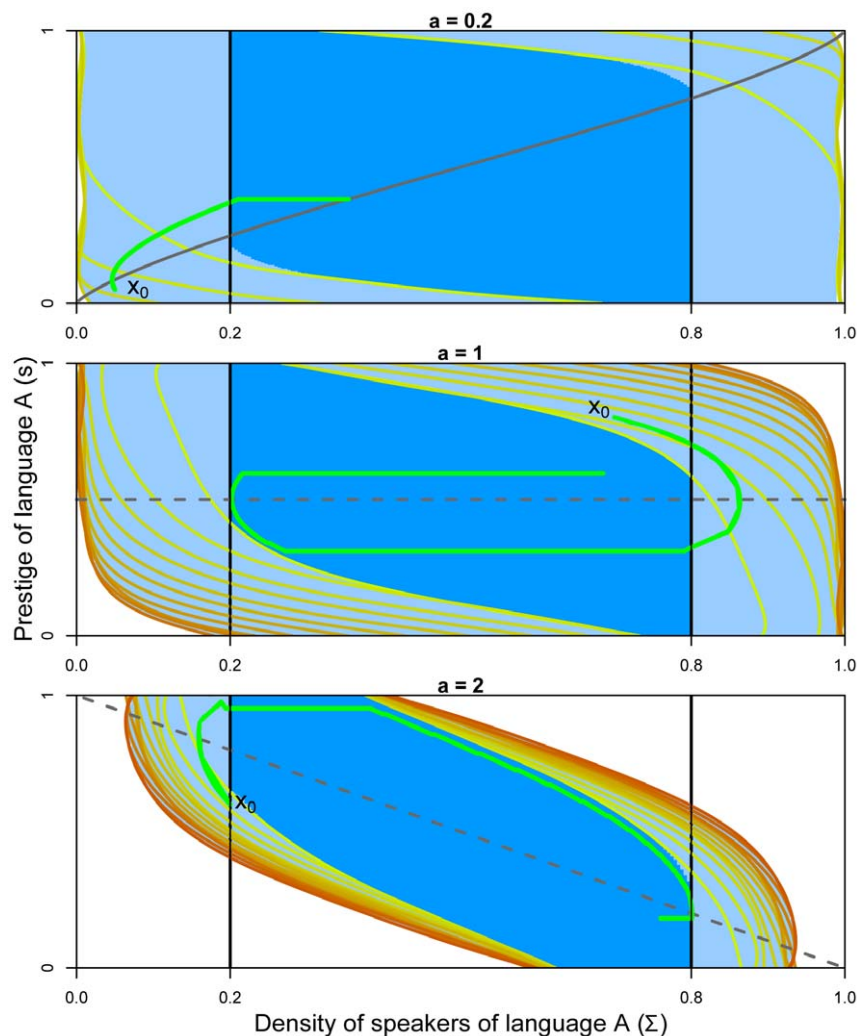 a = 0.2
1
0
x₀
0.0 0.2 0.8 1.0
a = 1
1
0
x₀
0.0 0.2 0.8 1.0
a = 2
1
0
x₀
0.0 0.2 0.8 1.0
Prestige of language A (s)
Density of speakers of language A (Σ)